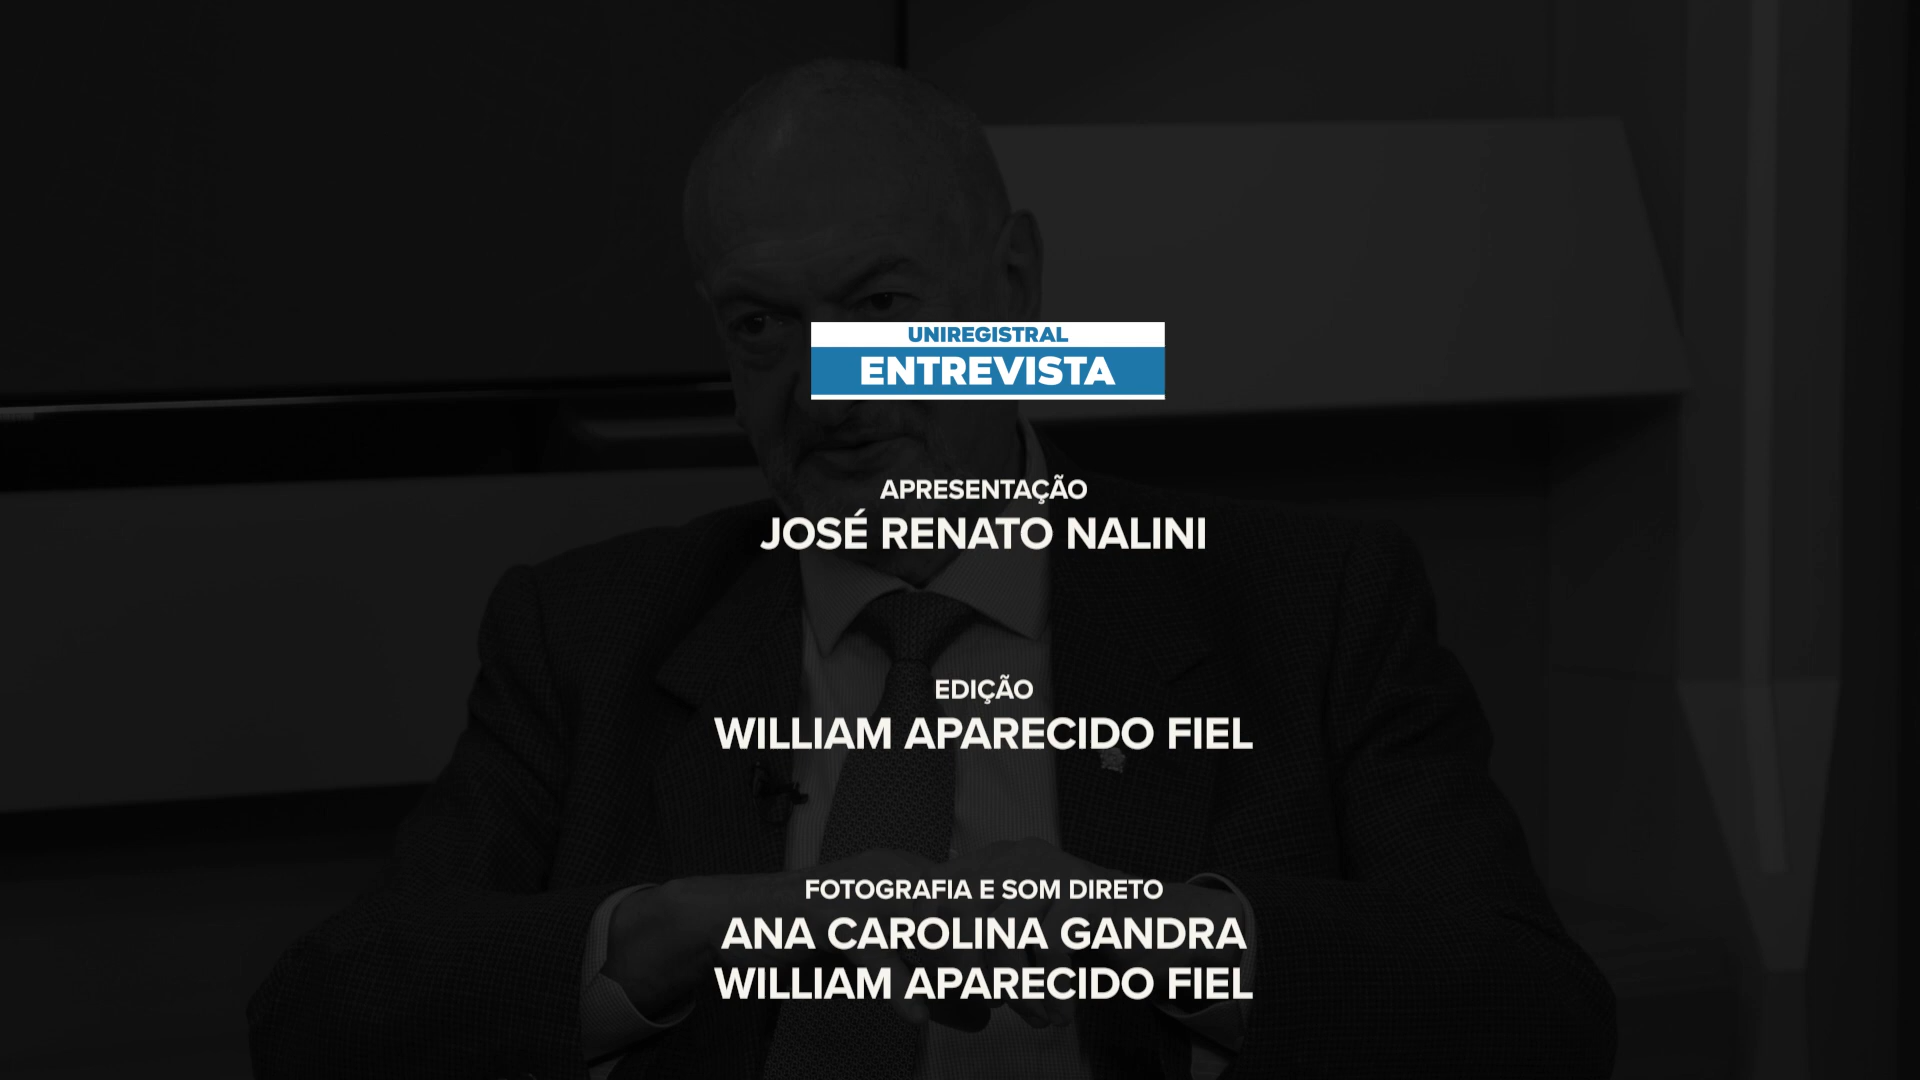 UNIREGISTRAL
ENTREVISTA
APRESENTAÇÃO
JOSÉ RENATO NALINI
EDIÇÃO
WILLIAM APARECIDO FIEL
FOTOGRAFIA E SOM DIRETO
ANA CAROLINA GANDRA
WILLIAM APARECIDO FIEL